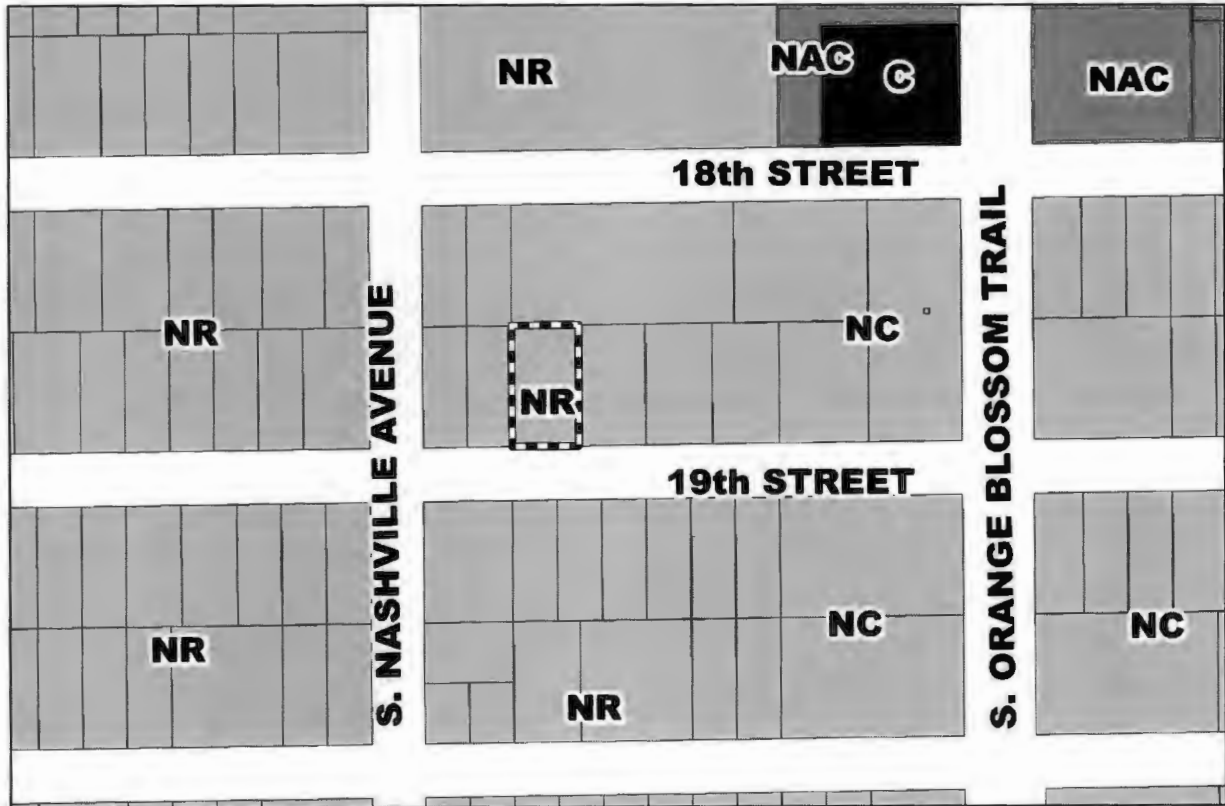 NR
NAC
C
NAC
18th STREET
NR
NC
NR
19th STREET
S. NASHVILLE AVENUE
S. ORANGE BLOSSOM TRAIL
NR
NC
NC
NR